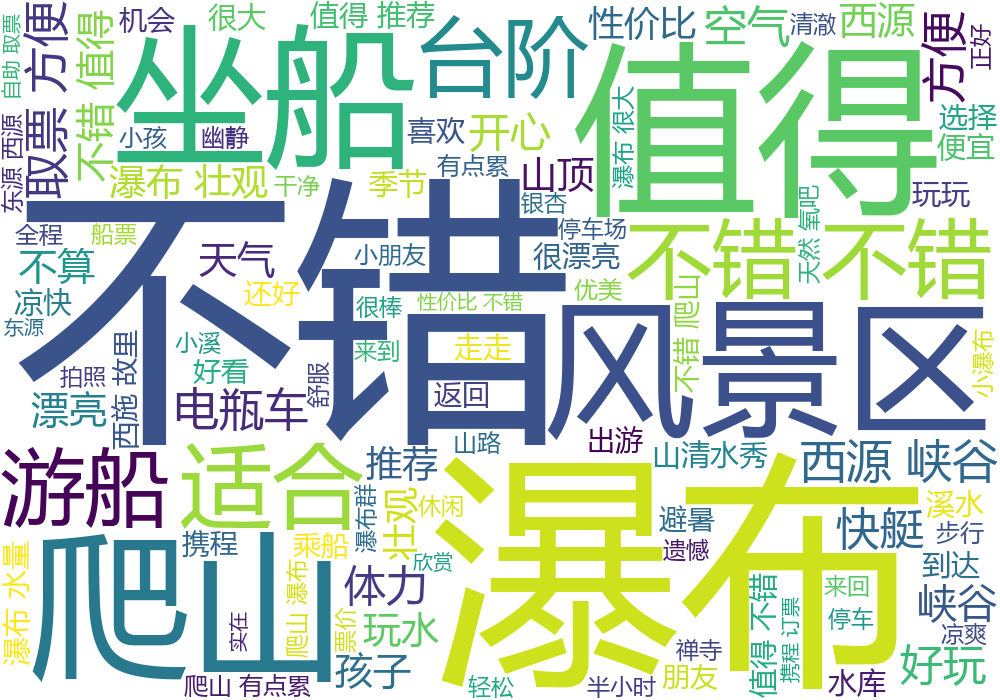 自助 取票
方便
机会
很大
值得 推荐
性价比
空气
清澈
西源
方便
正好
不错 值得
坐船
台阶
值得
取票
小孩
幽静
喜欢
开心
瀑布 很大
选择
便宜
东源 西源
瀑布 壮观
干净
季节
有点累
山顶
银杏
玩玩
全程
船票
不错
天气
小朋友
很漂亮
停车场
不错 不错
天然 氧吧
不算
还好
很棒
性价比 不错
优美
凉快
东源
西施 故里
小溪
来到
走走
不错 爬山
风景区
小瀑布
拍照
好看
舒服
返回
漂亮
电瓶车
山路
出游
山清水秀
西源 峡谷
游船
适合
推荐
瀑布群
壮观
休闲
瀑布
避暑
快艇
溪水
携程
乘船
欣赏
遗憾
步行
瀑布 水量
爬山
爬山 瀑布
体力
到达
实在
票价
玩水
值得 不错
携程 订票
来回
停车
峡谷
凉爽
孩子
禅寺
朋友
好玩
爬山 有点累
轻松
半小时
水库